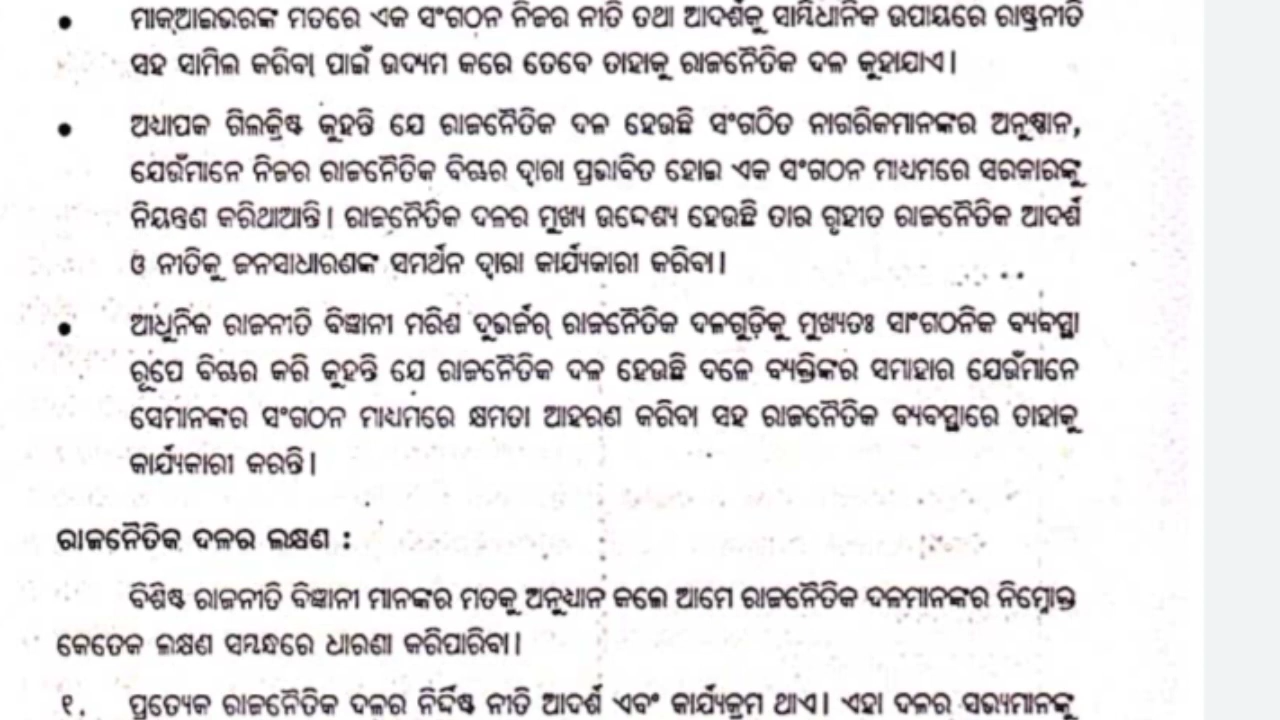 • ମାକ୍ଆଇଭରଙ୍କ ମତରେ ଏକ ସଂଗଠନ ନିଜର ନୀତି ତଥା ଆଦର୍ଶକୁ ସାମ୍ବିଧାନିକ ଉପାୟରେ ରାଷ୍ଟ୍ରନୀତି
ସହ ସାମିଲ କରିବା ପାଇଁ ଉଦ୍ୟମ କରେ ତେବେ ତାହାକୁ ରାଜନୈତିକ ଦଳ କୁହାଯାଏ।
• ଅଧ୍ୟାପକ ଗିଲକ୍ରିଷ୍ଟ କୁହନ୍ତି ଯେ ରାଜନୈତିକ ଦଳ ହେଉଛି ସଂଗଠିତ ନାଗରିକମାନଙ୍କର ଅନୁଷ୍ଠାନ,
ଯେଉଁମାନେ ନିଜର ରାଜନୈତିକ ବିଚ୍ଚାର ଦ୍ୱାରା ପ୍ରଭାବିତ ହୋଇ ଏକ ସଂଗଠନ ମାଧ୍ୟମରେ ସରକାରଙ୍କୁ
ନିୟନ୍ତ୍ରଣ କରିଥାଆନ୍ତି। ରାଜନୈତିକ ଦଳର ମୁଖ୍ୟ ଉଦ୍ଦେଶ୍ୟ ହେଉଛି ତାର ଗୃହୀତ ରାଜନୈତିକ ଆଦର୍ଶ
ଓ ନୀତିକୁ ଜନସାଧାରଣଙ୍କ ସମର୍ଥନ ଦ୍ୱାରା କାର୍ଯ୍ୟକାରୀ କରିବା।
• ଆଧୁନିକ ରାଜନୀତି ବିଜ୍ଞାନୀ ମରିଶ ଦୁଭର୍ଜର୍ ରାଜନୈତିକ ଦଳଗୁଡ଼ିକୁ ମୁଖ୍ୟତଃ ସାଂଗଠନିକ ବ୍ୟବସ୍ଥା
ରୂପେ ବିଚାର କରି କୁହନ୍ତି ଯେ ରାଜନୈତିକ ଦଳ ହେଉଛି ଦଳେ ବ୍ୟକ୍ତିଙ୍କର ସମାହାର ଯେଉଁମାନେ
ସେମାନଙ୍କର ସଂଗଠନ ମାଧ୍ୟମରେ କ୍ଷମତା ଆହରଣ କରିବା ସହ ରାଜନୈତିକ ବ୍ୟବସ୍ଥାରେ ତାହାକୁ
କାର୍ଯ୍ୟକାରୀ କରନ୍ତି।
ରାଜନୈତିକ ଦଳର ଲକ୍ଷଣ :
ବିଶିଷ୍ଟ ରାଜନୀତି ବିଜ୍ଞାନୀ ମାନଙ୍କର ମତକୁ ଅନୁଧ୍ୟାନ କଲେ ଆମେ ରାଜନୈତିକ ଦଳମାନଙ୍କର ନିମ୍ନୋକ୍ତ
କେତେକ ଲକ୍ଷଣ ସମ୍ବନ୍ଧରେ ଧାରଣା କରିପାରିବା।
୧. ପ୍ରତ୍ୟେକ ରାଜନୈତିକ ଦଳର ନିର୍ଦ୍ଦିଷ୍ଟ ନୀତି ଆଦର୍ଶ ଏବଂ କାର୍ଯ୍ୟକ୍ରମ ଥାଏ। ଏହା ଦଳର ସଭ୍ୟମାନଙ୍କୁ